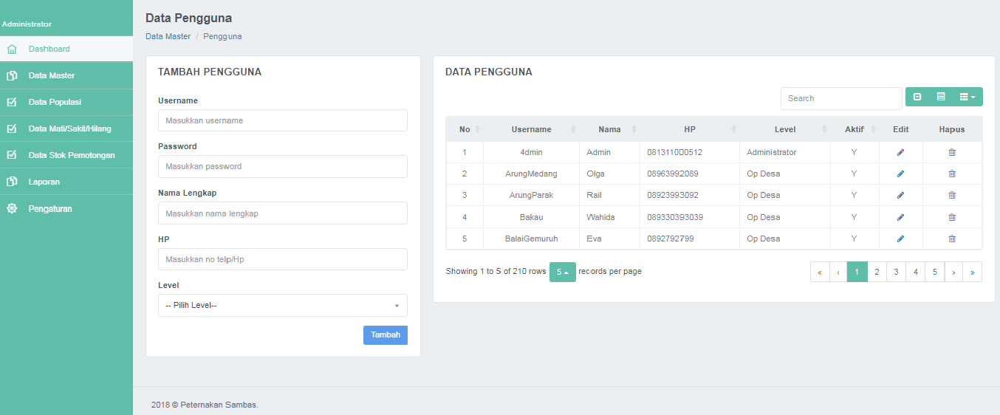 Administrator
Dashboard
Data Master
Data Populasi
Data Mati/Sakit/Hilang
Data Stok Pemotongan
Laporan
Pengaturan
Data Pengguna
Data Master / Pengguna
TAMBAH PENGGUNA
Username
Masukkan username
Password
Masukkan password
Nama Lengkap
Masukkan nama lengkap
HP
Masukkan no telp/Hp
Level
-- Pilih Level--
Tambah
DATA PENGGUNA
Search
No Username Nama HP Level Aktif Edit Hapus
1 4dmin Admin 081311000512 Administrator Y
2 ArungMedang Olga 08963992089 Op Desa Y
3 ArungParak Rail 08923993092 Op Desa Y
4 Bakau Wahida 089330393039 Op Desa Y
5 BalaiGemuruh Eva 0892792799 Op Desa Y
Showing 1 to 5 of 210 rows 5 records per page
« ‹ 1 2 3 4 5 › »
2018 © Peternakan Sambas.